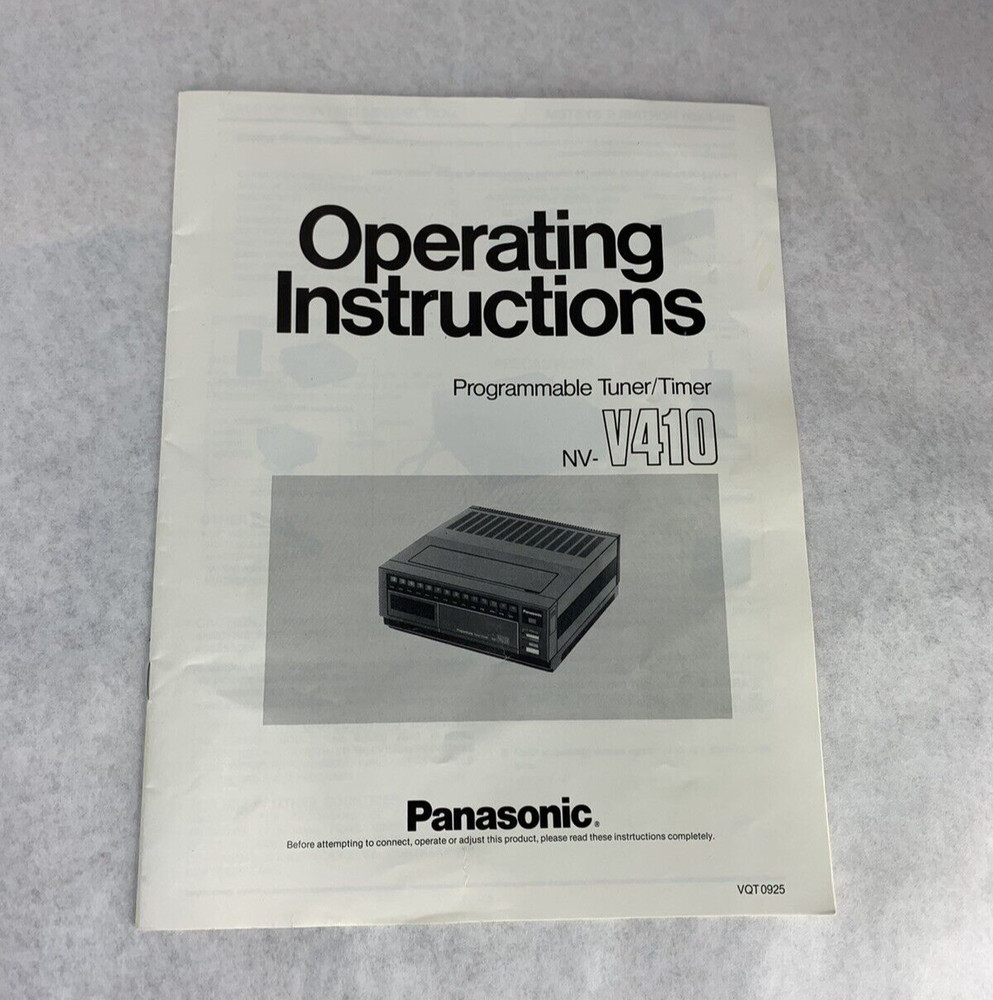 Operating
Instructions
Programmable Tuner/Timer
NV-V410
Panasonic
Panasonic®
Before attempting to connect, operate or adjust this product, please read these instrtuctions completely.
VQT0925